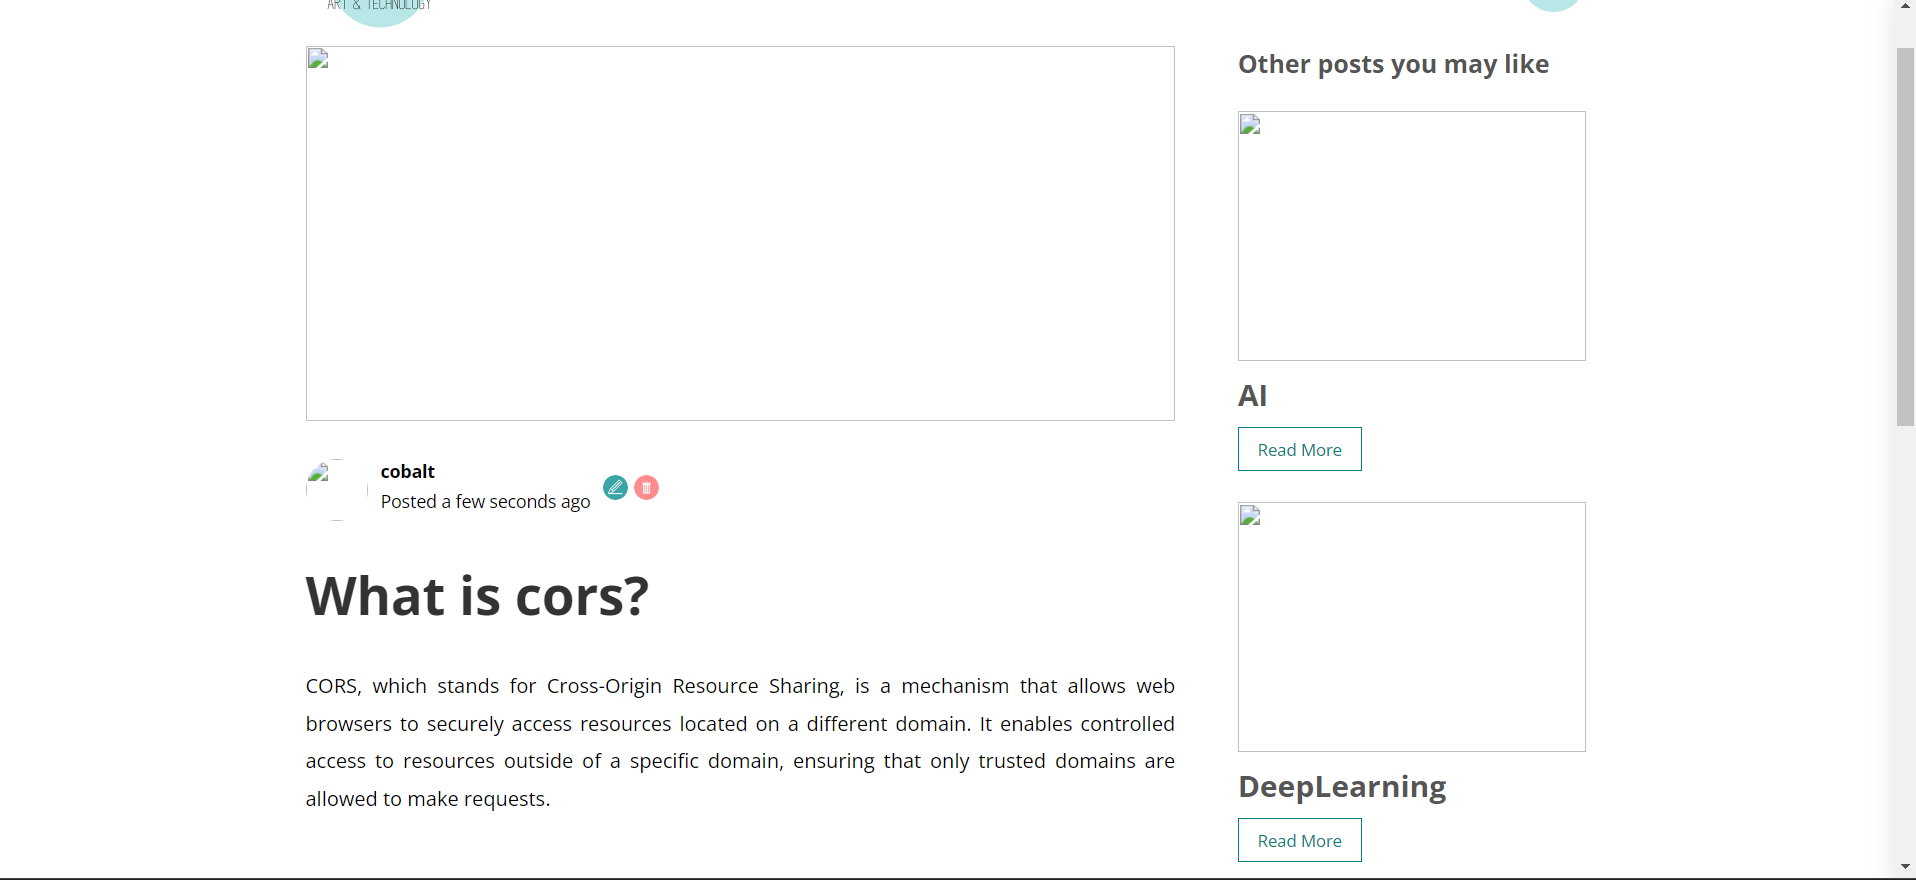 ART & TECHNOLOGY
cobalt
Posted a few seconds ago
What is cors?
CORS, which stands for Cross-Origin Resource Sharing, is a mechanism that allows web
browsers to securely access resources located on a different domain. It enables controlled
access to resources outside of a specific domain, ensuring that only trusted domains are
allowed to make requests.
Other posts you may like
AI
Read More
DeepLearning
Read More